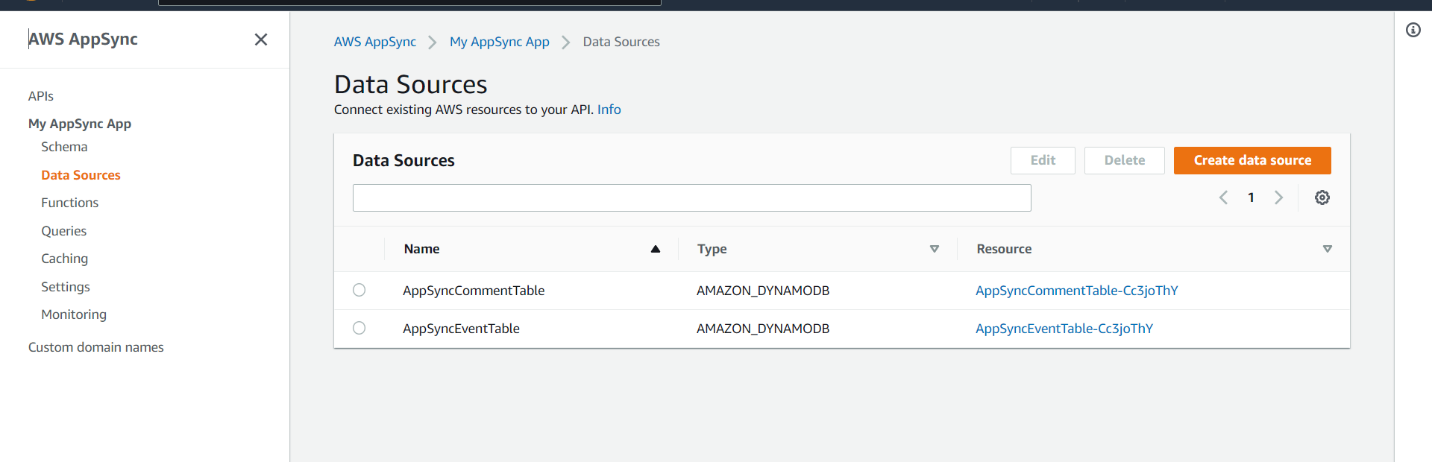 AWS AppSync
APIs
My AppSync App
Schema
Data Sources
Functions
Queries
Caching
Settings
Monitoring
Custom domain names
AWS AppSync My AppSync App Data Sources
Data Sources
Connect existing AWS resources to your API. Info
Data Sources Edit Delete Create data source
1
Name Type Resource
AppSyncCommentTable AMAZON_DYNAMODB AppSyncCommentTable-Cc3joThY
AppSyncEventTable AMAZON_DYNAMODB AppSyncEventTable-Cc3joThY